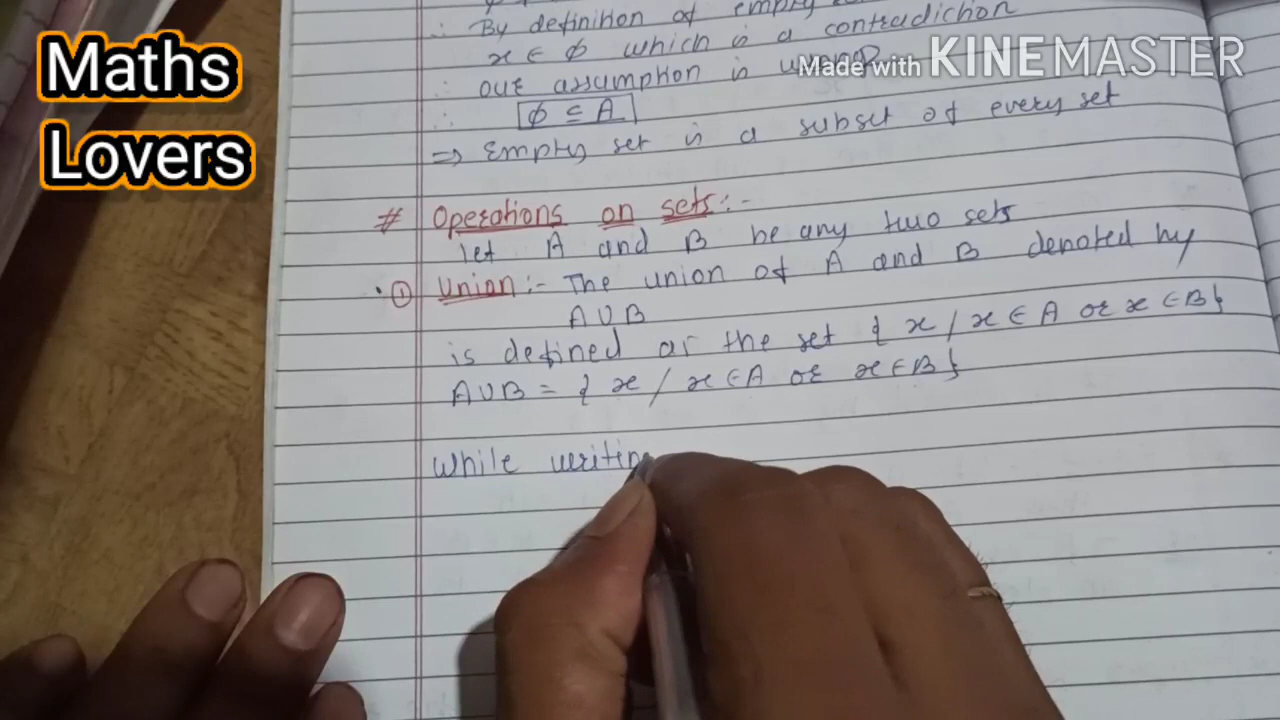 Maths
Lovers
Made with KINEMASTER
∴ By definition of empty
x ∈ ϕ which is a contradiction
∴ our assumption is wrong
∴ ϕ ⊆ A
⇒ Empty set is a subset of every set
# Operations on sets:-
Let A and B be any two sets
① Union:- The union of A and B denoted by
A∪B
is defined as the set { x / x ∈ A or x ∈ B}
A∪B = { x / x ∈ A or x ∈ B}
While writin